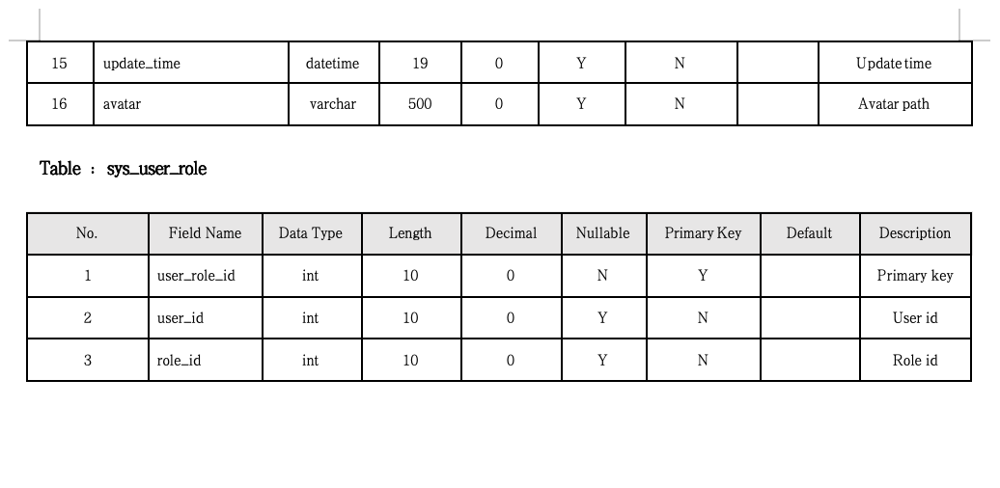 15 update_time datetime 19 0 Y N Update time
16 avatar varchar 500 0 Y N Avatar path
Table : sys_user_role
No. Field Name Data Type Length Decimal Nullable Primary Key Default Description
1 user_role_id int 10 0 N Y Primary key
2 user_id int 10 0 Y N User id
3 role_id int 10 0 Y N Role id